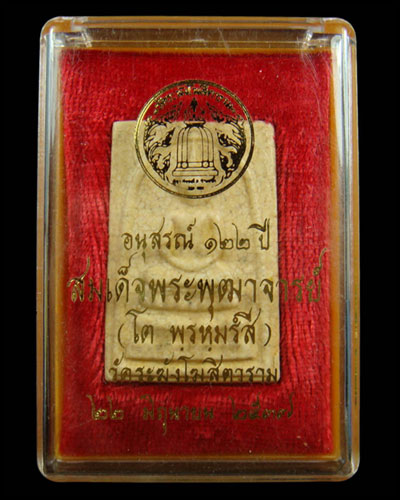 อนุสรณ์ ๑๒๒ ปี
สมเด็จพระพุฒาจารย์
(โต พฺรหฺมรํสี)
วัดระฆังโฆสิตาราม
๒๒ มิถุนายน ๒๕๓๗